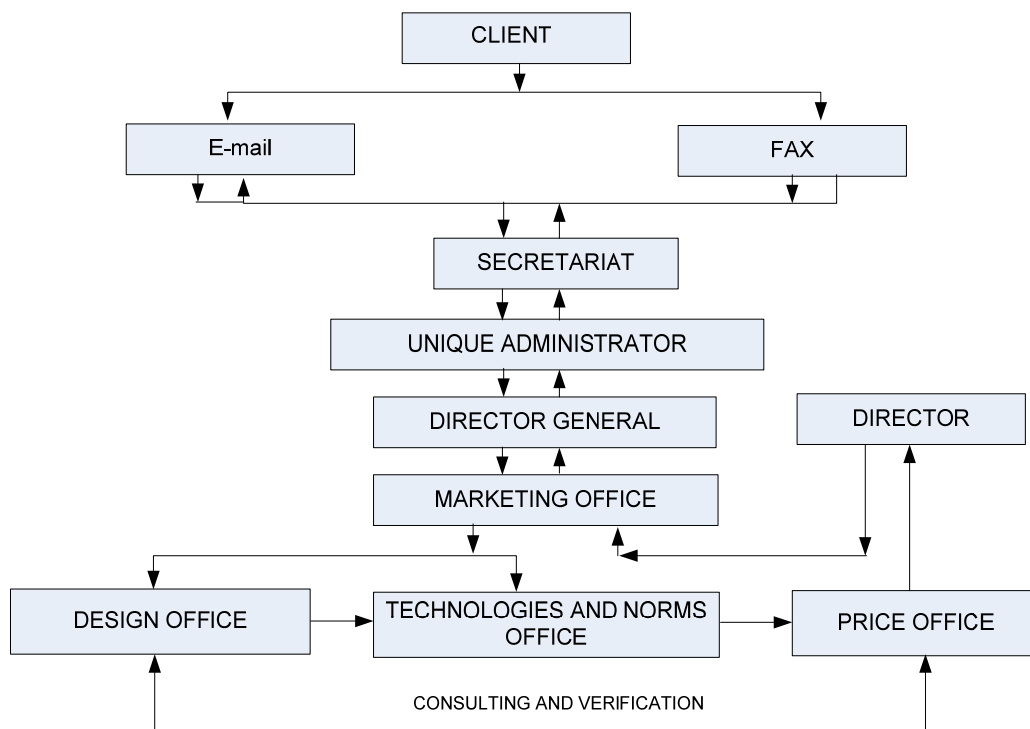 CLIENT
E-mail
FAX
SECRETARIAT
UNIQUE ADMINISTRATOR
DIRECTOR GENERAL
DIRECTOR
MARKETING OFFICE
DESIGN OFFICE
TECHNOLOGIES AND NORMS
OFFICE
PRICE OFFICE
CONSULTING AND VERIFICATION